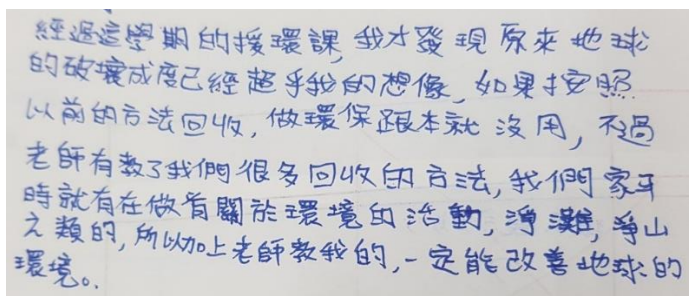 經過這學期的援環課,我才發現原來地球
的破壞成度已經超乎我的想像,如果按照
以前的方法回收,做環保跟本就沒用,不過
老師有教了我們很多回收的方法,我們家平
時就有在做有關於環境的活動,淨灘,爭山
之類的,所以加上老師教我的,一定能改善地球的
環境。